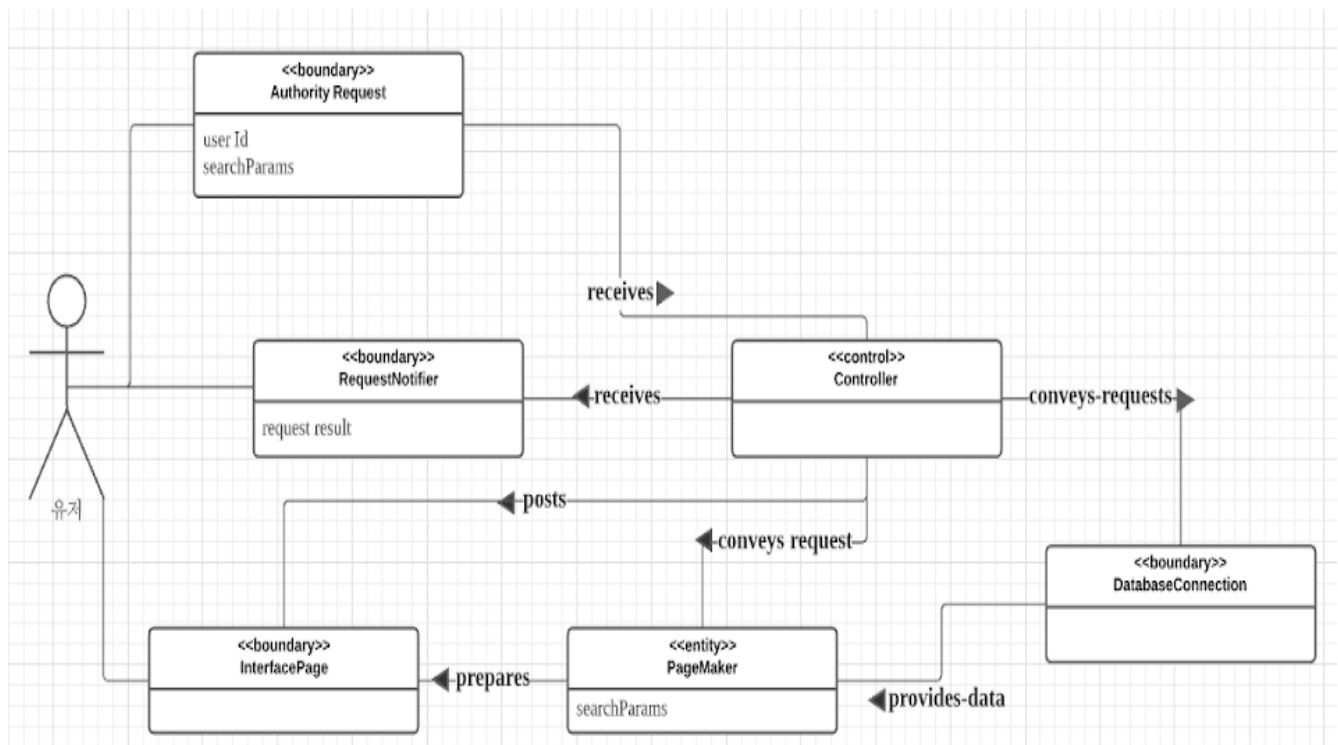 <<boundary>>
Authority Request
user Id
searchParams
receives
<<boundary>>
RequestNotifier
request result
receives
<<control>>
Controller
conveys-requests
유저
posts
conveys request
<<boundary>>
DatabaseConnection
<<boundary>>
InterfacePage
prepares
<<entity>>
PageMaker
searchParams
provides-data